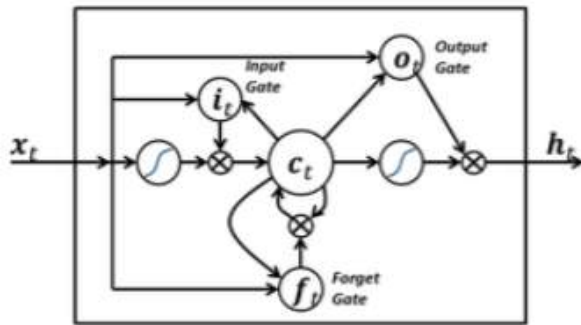 Output
Gate
o_t
Input
Gate
i_t
x_t
c_t
h_t
f_t
Forget
Gate